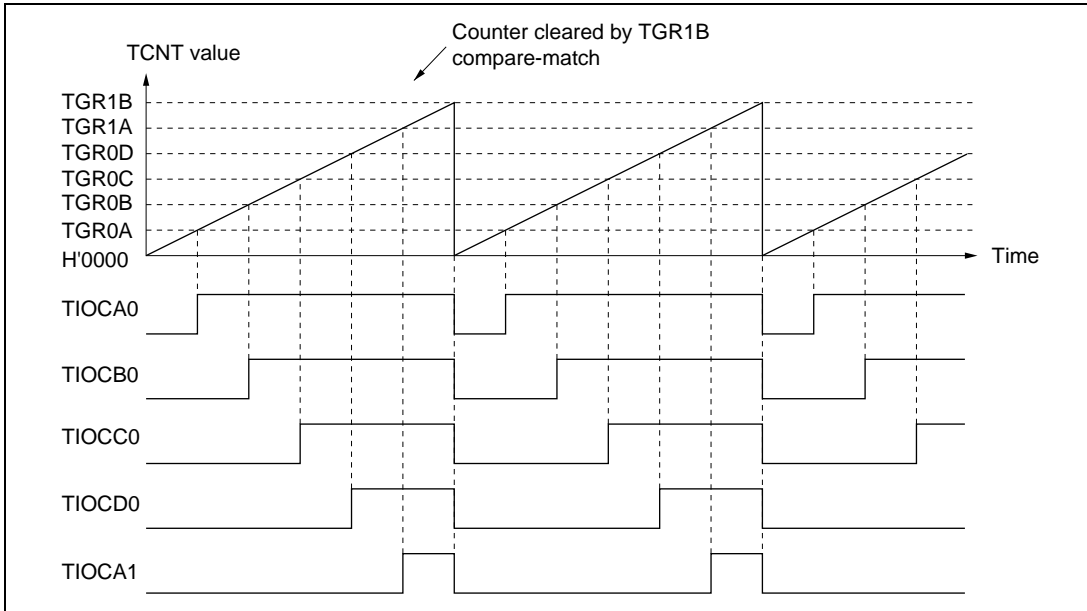 Counter cleared by TGR1B
compare-match
TCNT value
TGR1B
TGR1A
TGR0D
TGR0C
TGR0B
TGR0A
H'0000
Time
TIOCA0
TIOCB0
TIOCC0
TIOCD0
TIOCA1